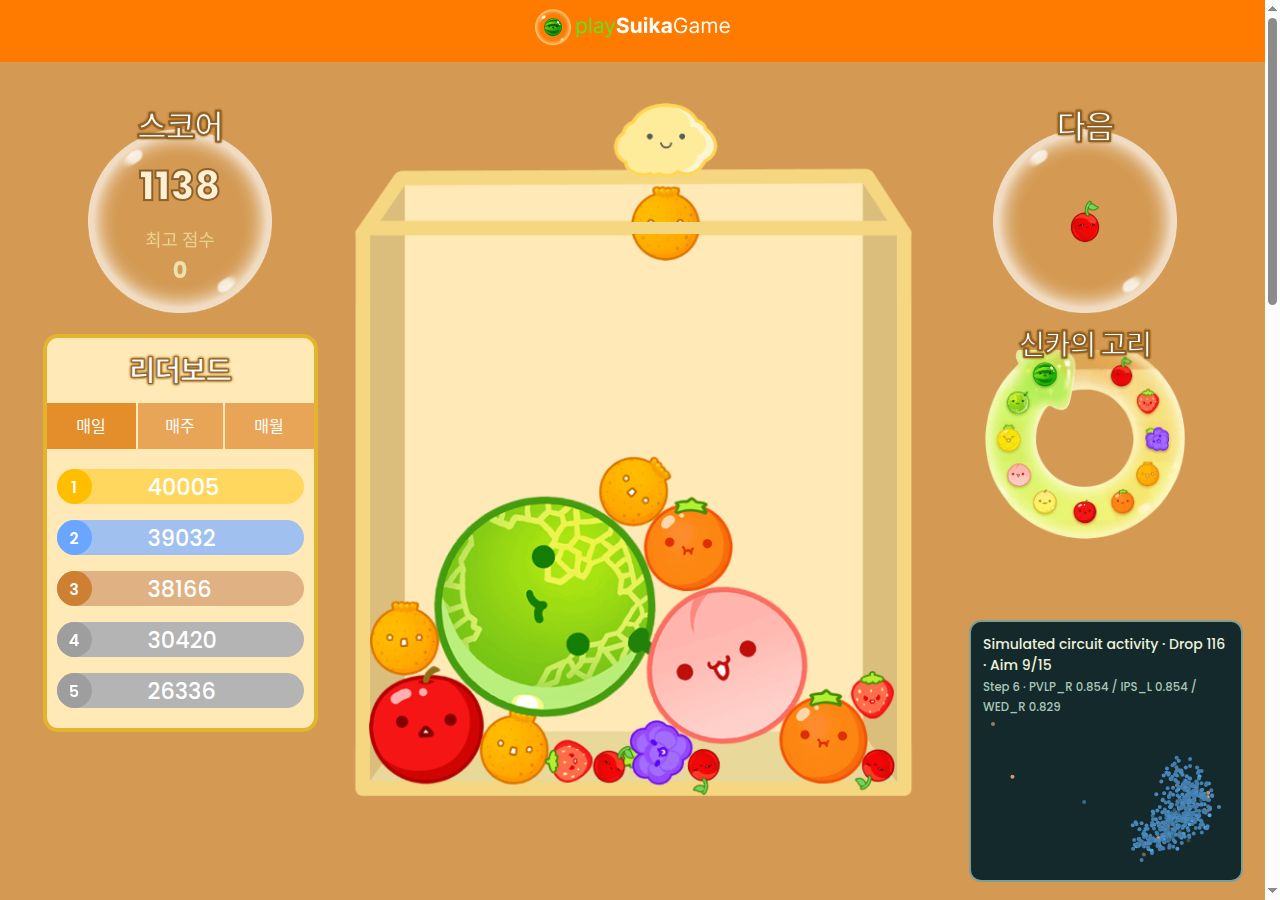 playSuikaGame
스코어
1138
최고 점수
0
리더보드
매일 매주 매월
1 40005
2 39032
3 38166
4 30420
5 26336
다음
신카의 고리
Simulated circuit activity · Drop 116
· Aim 9/15
Step 6 · PVLP_R 0.854 / IPS_L 0.854 /
WED_R 0.829